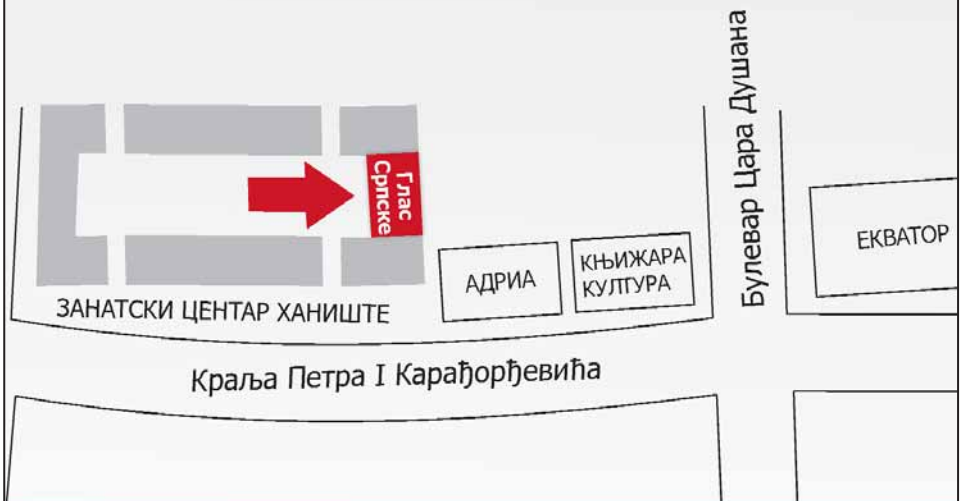 Глас
Српске
Булевар Цара Душана
ЕКВАТОР
АДРИА
КЊИЖАРА
КУЛТУРА
ЗАНАТСКИ ЦЕНТАР ХАНИШТЕ
Краља Петра I Карађорђевића